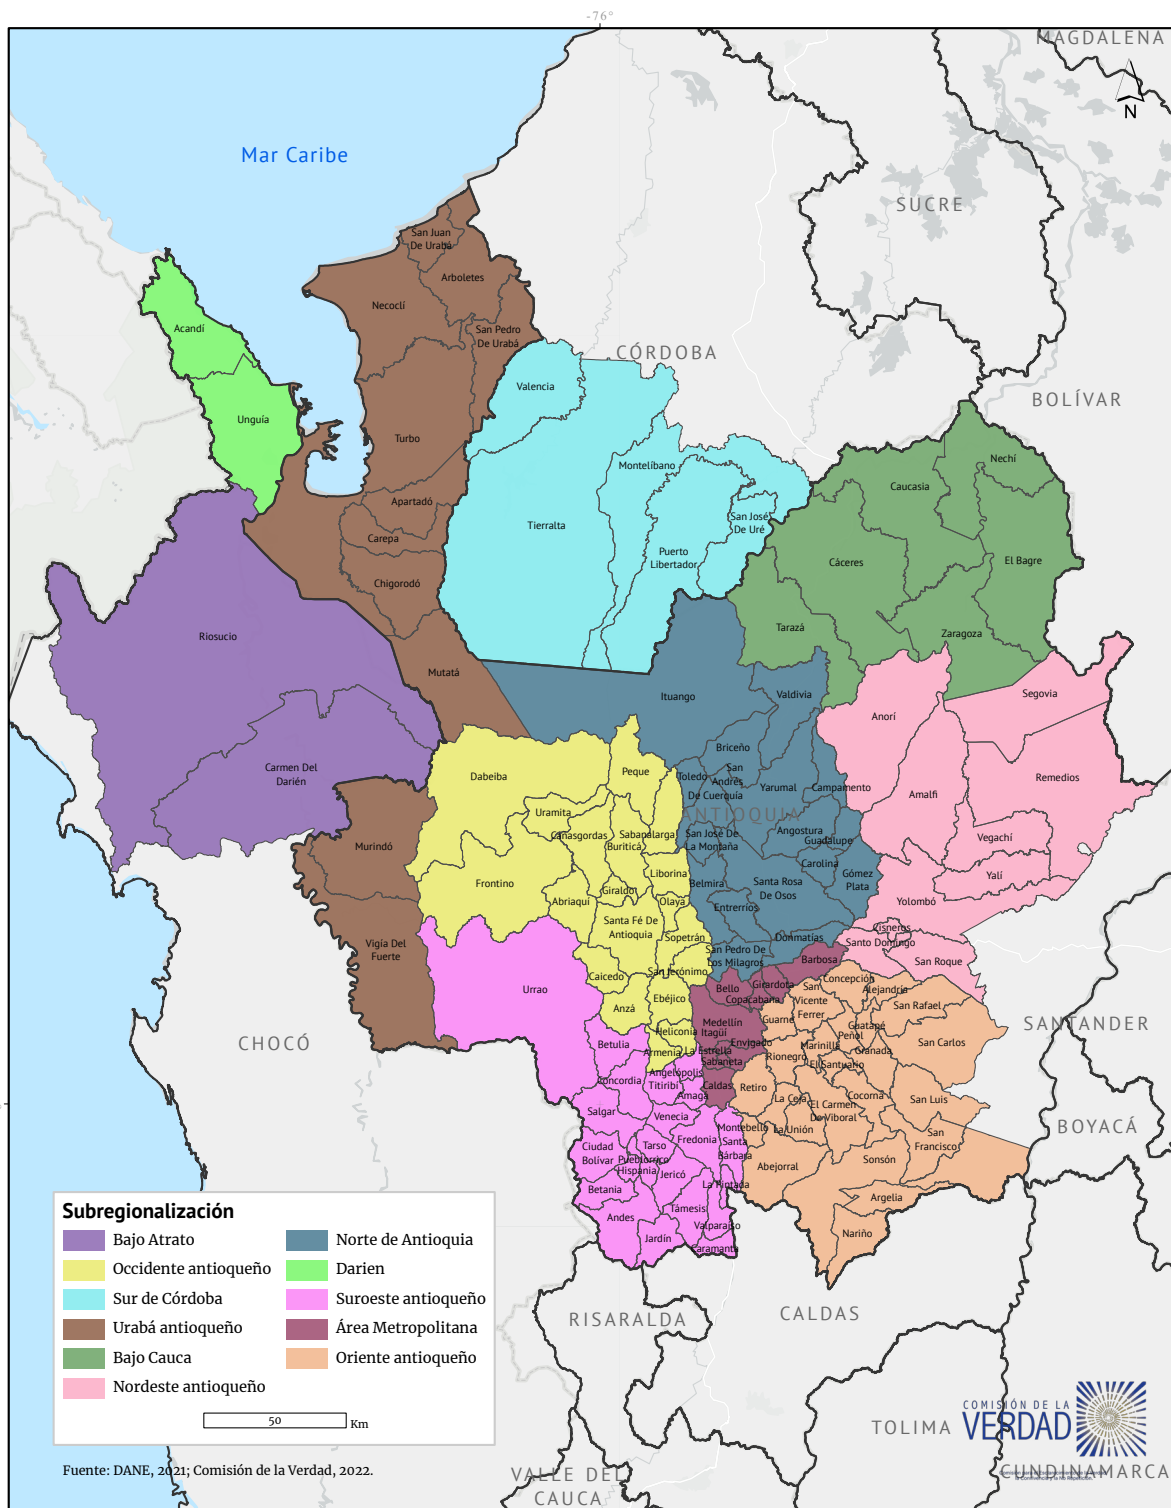 -76°
MAGDALENA
N
Mar Caribe
SUCRE
San Juan
De Urabá
Arboletes
Necoclí
San Pedro
De Urabá
Acandí
CÓRDOBA
Valencia
BOLÍVAR
Unguía
Turbo
Montelíbano
Nechí
Caucasia
Apartadó
San José
De Uré
Tierralta
Carepa
Puerto
Libertador
Cáceres
El Bagre
Chigorodó
Riosucio
Tarazá
Zaragoza
Mutatá
Ituango
Valdivia
Segovia
Anorí
Briceño
Carmen Del
Darién
Dabeiba
Peque
Toledo
San
Andrés
De Cuerquía
Yarumal
Campamento
Remedios
Amalfi
Uramita
ANTIOQUIA
Cañasgordas
Sabanalarga
Buriticá
San José De
La Montaña
Angostura
Guadalupe
Vegachí
Murindó
Carolina
Frontino
Liborina
Belmira
Santa Rosa
De Osos
Gómez
Plata
Yalí
Giraldo
Abriaquí
Olaya
Entrerríos
Yolombó
Santa Fé De
Antioquia
Sopetrán
Donmatías
Cisneros
Santo Domingo
Vigía Del
Fuerte
San Pedro De
Los Milagros
Barbosa
San Roque
San Jerónimo
Caicedo
Urrao
Bello
Girardota
Concepción
Alejandría
Copacabana
San
Vicente
Ferrer
San Rafael
Anzá
Ebéjico
Guarne
Medellín
Itagüí
Guatapé
Peñol
San Carlos
SANTANDER
CHOCÓ
Betulia
Heliconia
Envigado
Marinilla
Granada
Armenia
La Estrella
Sabaneta
Rionegro
El Santuario
Angelópolis
Concordia
Titiribí
Amagá
Caldas
Retiro
La Ceja
El Carmen
De Viboral
Cocorná
San Luis
Salgar
Venecia
Montebello
La Unión
BOYACÁ
Fredonia
Santa
Bárbara
San
Francisco
Ciudad
Bolívar
Tarso
Pueblorrico
Hispania
Jericó
Abejorral
Sonsón
Betania
La Pintada
Argelia
Andes
Támesis
Valparaíso
Nariño
Jardín
Caramanta
Subregionalización
Bajo Atrato
Norte de Antioquia
Occidente antioqueño
Darien
Sur de Córdoba
Suroeste antioqueño
Urabá antioqueño
Área Metropolitana
Bajo Cauca
Oriente antioqueño
Nordeste antioqueño
50 Km
RISARALDA
CALDAS
TOLIMA
COMISIÓN DE LA
VERDAD
Fuente: DANE, 2021; Comisión de la Verdad, 2022.
VALLE DEL
CAUCA
CUNDINAMARCA